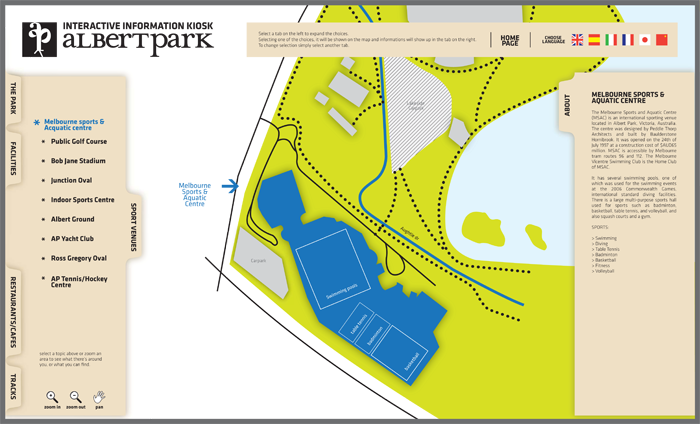 INTERACTIVE INFORMATION KIOSK
ALBERTPARK
Select a tab on the left to expand the choices.
Selecting one of the choices, it will be shown on the map and informations will show up in the tab on the right.
To change selection simply select another tab.
HOME
PAGE
CHOOSE
LANGUAGE
THE PARK
FACILITIES
SPORT VENUES
RESTAURANTS/CAFES
TRACKS
* Melbourne sports &
Acquatic centre
Public Golf Course
Bob Jane Stadium
Junction Oval
Indoor Sports Centre
Albert Ground
AP Yacht Club
Ross Gregory Oval
AP Tennis/Hockey
Centre
select a topic above or zoom an
area to see what's there around
you, or what you can find.
zoom in
zoom out
pan
Melbourne
Sports &
Aquatic
Centre
Lakeside
Carpark
Aughtie dr
Carpark
Swimming pools
table tennis
badminton
basketball
ABOUT
MELBOURNE SPORTS &
AQUATIC CENTRE
The Melbourne Sports and Aquatic Centre
(MSAC) is an international sporting venue
located in Albert Park, Victoria, Australia.
The centre was designed by Peddle Thorp
Architects and built by Baulderstone
Hornibrook. It was opened on the 24th of
July 1997 at a construction cost of
million. MSAC is accessible by Melbourne
tram routes 96 and 112. The Melbourne
Vicentre Swimming Club is the Home Club
of MSAC.
It has several swimming pools, one of
which was used for the swimming events
at the 2006 Commonwealth Games,
international standard diving facilities.
There is a large multi-purpose sports hall
used for sports such as badminton,
basketball, table tennis, and volleyball, and
also squash courts and a gym.
SPORTS:
> Swimming
> Diving
> Table Tennis
> Badminton
> Basketball
> Fitness
> Volleyball